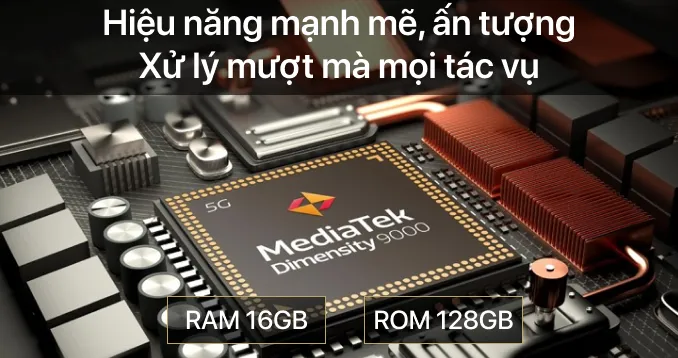 Hiệu năng mạnh mẽ, ấn tượng
Xử lý mượt mà mọi tác vụ
5G
MediaTek
Dimensity 9000
RAM 16GB
ROM 128GB